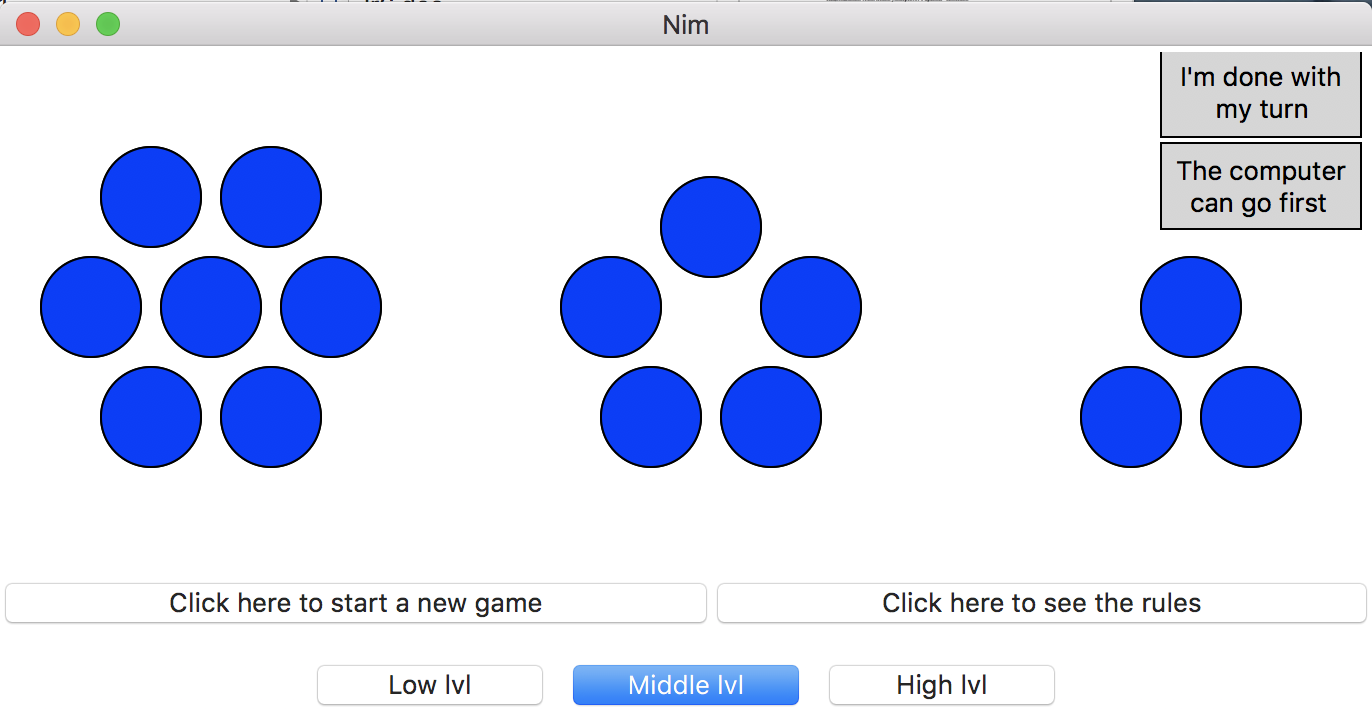 Nim
I'm done with
my turn
The computer
can go first
Click here to start a new game
Click here to see the rules
Low lvl
Middle lvl
High lvl